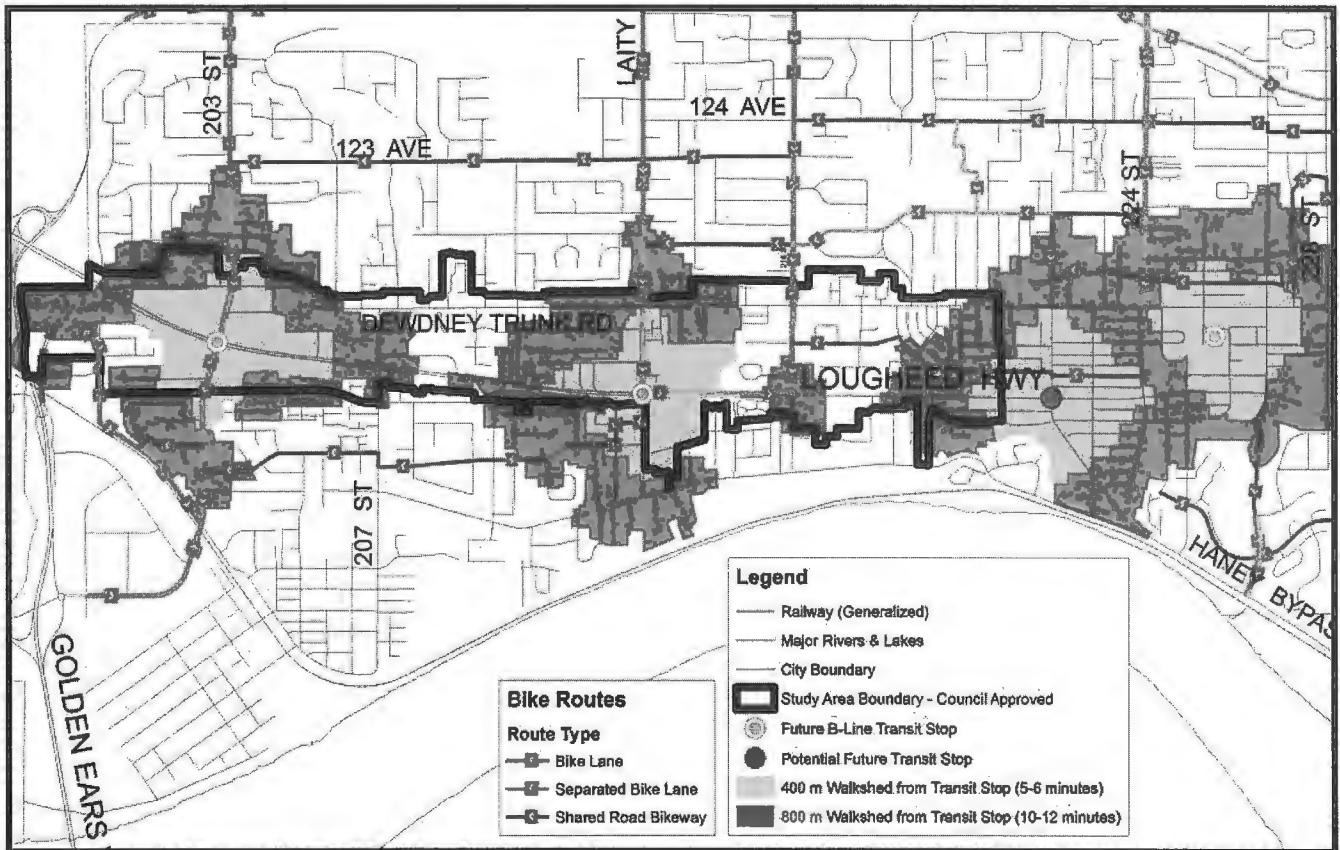 203 ST
LAITY
124 AVE
123 AVE
224 ST
228 ST
DEWDNEY TRUNK RD
LOUGHEED HWY
207 ST
GOLDEN EARS
HANEY
BYPAS
Bike Routes
Route Type
Bike Lane
Separated Bike Lane
Shared Road Bikeway
Legend
Railway (Generalized)
Major Rivers & Lakes
City Boundary
Study Area Boundary - Council Approved
Future B-Line Transit Stop
Potential Future Transit Stop
400 m Walkshed from Transit Stop (5-6 minutes)
800 m Walkshed from Transit Stop (10-12 minutes)